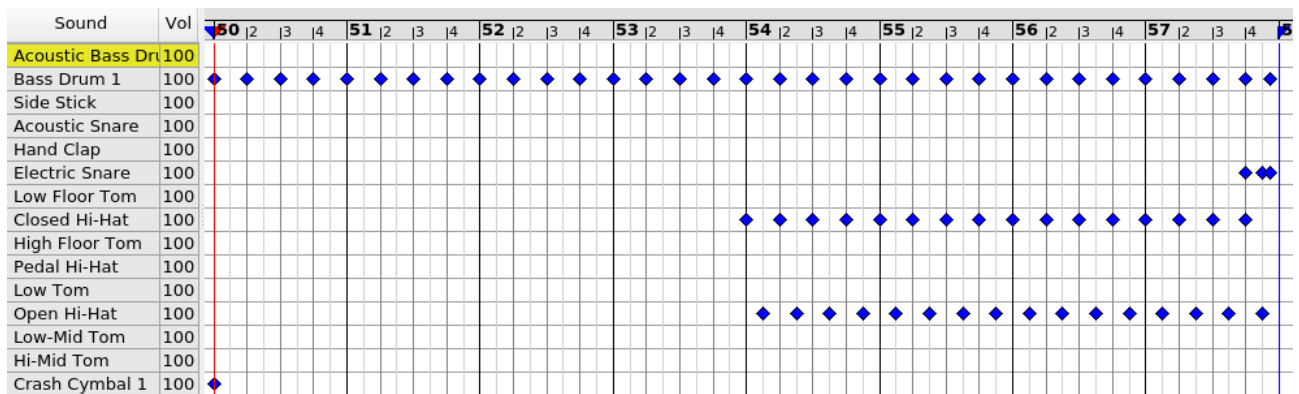 Sound Vol 50 |2 |3 |4 51 |2 |3 |4 52 |2 |3 |4 53 |2 |3 |4 54 |2 |3 |4 55 |2 |3 |4 56 |2 |3 |4 57 |2 |3 |4 5
Acoustic Bass Dru 100
Bass Drum 1 100
Side Stick 100
Acoustic Snare 100
Hand Clap 100
Electric Snare 100
Low Floor Tom 100
Closed Hi-Hat 100
High Floor Tom 100
Pedal Hi-Hat 100
Low Tom 100
Open Hi-Hat 100
Low-Mid Tom 100
Hi-Mid Tom 100
Crash Cymbal 1 100